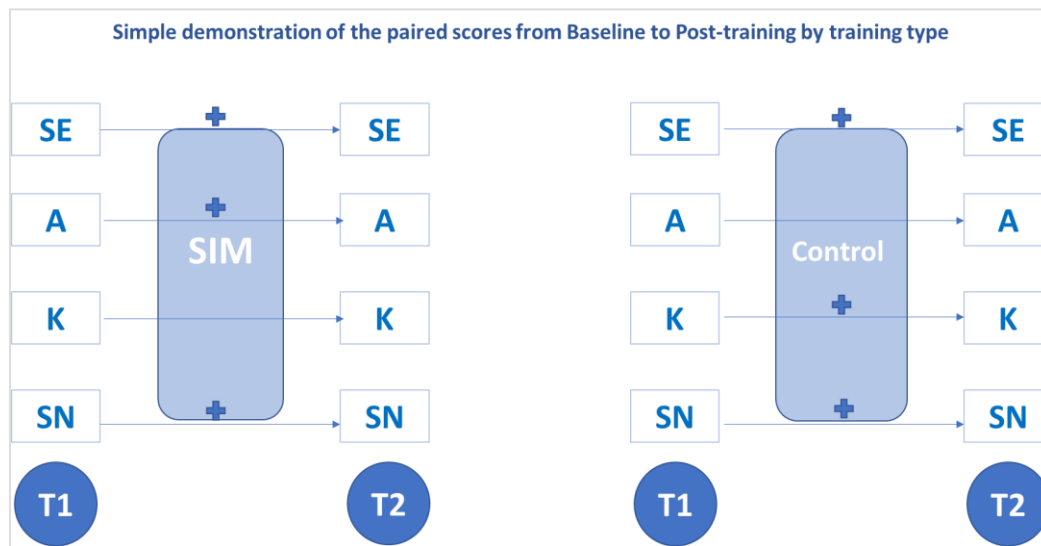 Simple demonstration of the paired scores from Baseline to Post-training by training type
SE
SE
A
A
SIM
K
K
SN
SN
T1
T2
SE
SE
A
A
Control
K
K
SN
SN
T1
T2